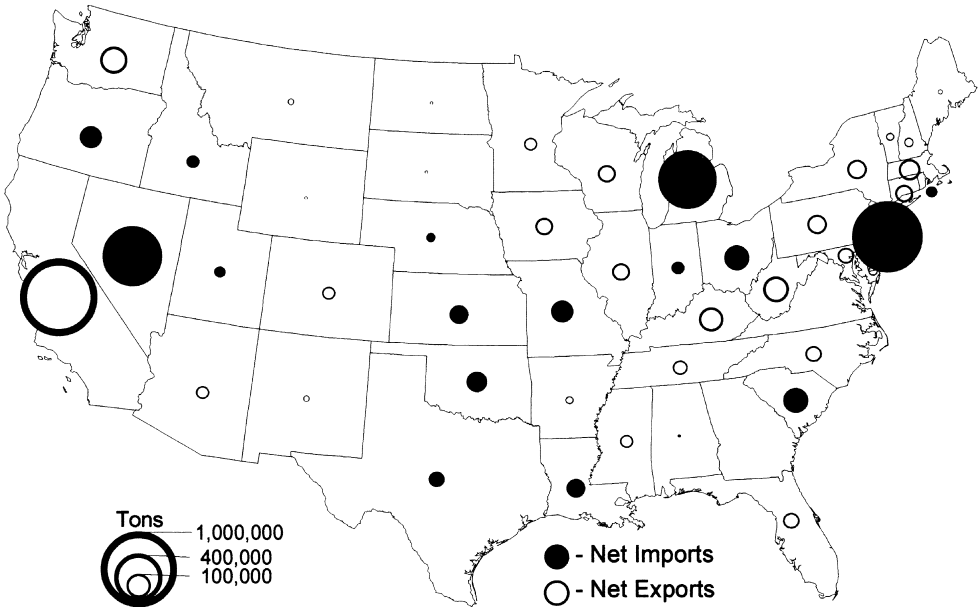 Tons
1,000,000
400,000
100,000
- Net Imports
- Net Exports